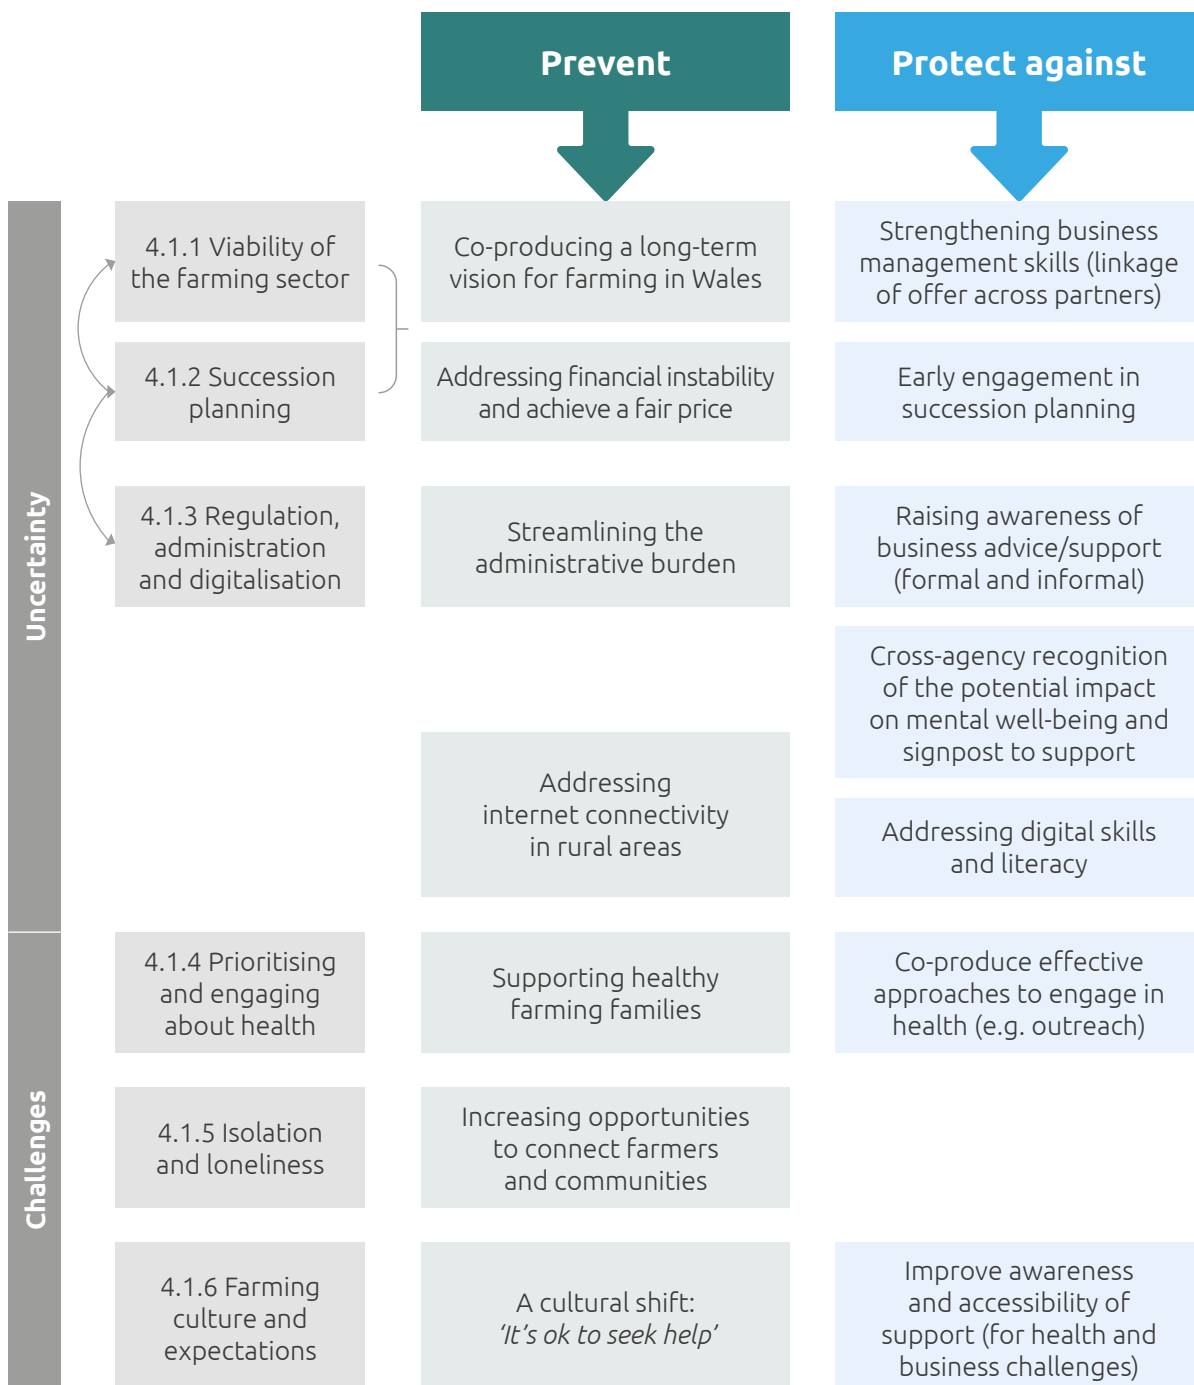 Prevent
Protect against
Uncertainty
4.1.1 Viability of
the farming sector
Co-producing a long-term
vision for farming in Wales
Strengthening business
management skills (linkage
of offer across partners)
4.1.2 Succession
planning
Addressing financial instability
and achieve a fair price
Early engagement in
succession planning
4.1.3 Regulation,
administration
and digitalisation
Streamlining the
administrative burden
Raising awareness of
business advice/support
(formal and informal)
Cross-agency recognition
of the potential impact
on mental well-being and
signpost to support
Addressing
internet connectivity
in rural areas
Addressing digital skills
and literacy
Challenges
4.1.4 Prioritising
and engaging
about health
Supporting healthy
farming families
Co-produce effective
approaches to engage in
health (e.g. outreach)
4.1.5 Isolation
and loneliness
Increasing opportunities
to connect farmers
and communities
4.1.6 Farming
culture and
expectations
A cultural shift:
‘It's ok to seek help’
Improve awareness
and accessibility of
support (for health and
business challenges)